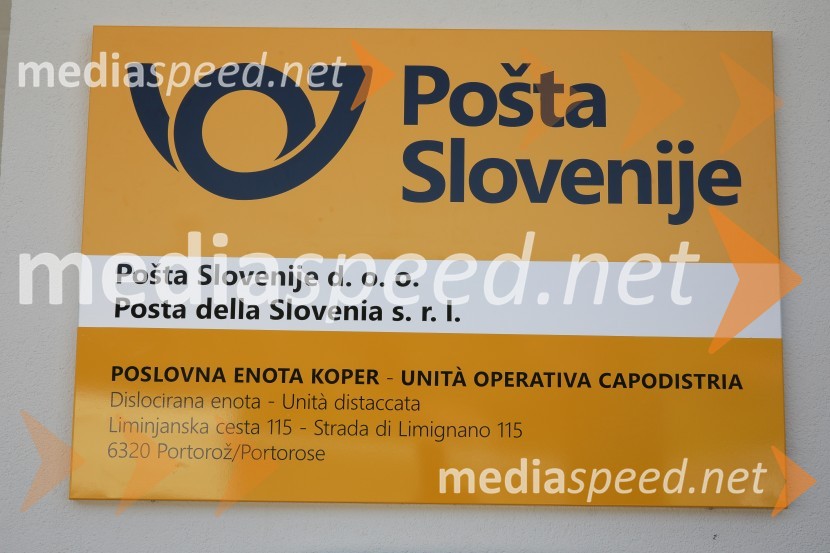 mediaspeed.net
Pošta
Slovenije
mediaspeed.net
Pošta Slovenije d. o. o.
Posta della Slovenia s. r. l.
POSLOVNA ENOTA KOPER - UNITÀ OPERATIVA CAPODISTRIA
Dislocirana enota - Unità distaccata
Liminjanska cesta 115 - Strada di Limignano 115
6320 Portorož/Portorose
mediaspeed.net